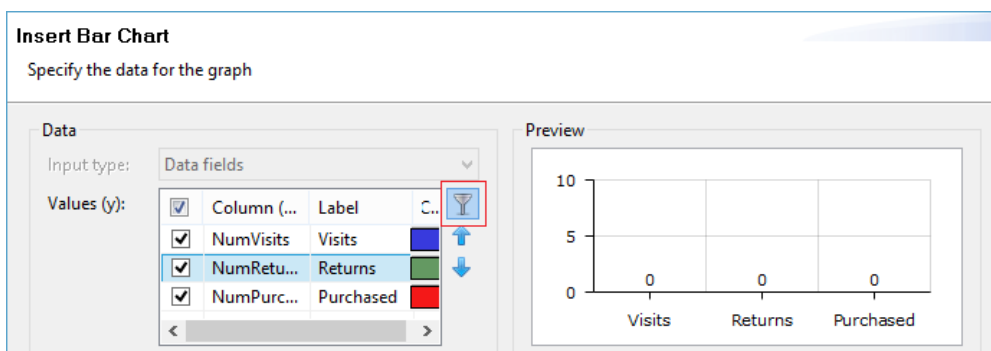 Insert Bar Chart
Specify the data for the graph
Data
Input type: Data fields
Values (y):
Column (... Label C..
NumVisits Visits
NumRetu... Returns
NumPurc... Purchased
Preview
10
5
0
0 0 0
Visits Returns Purchased